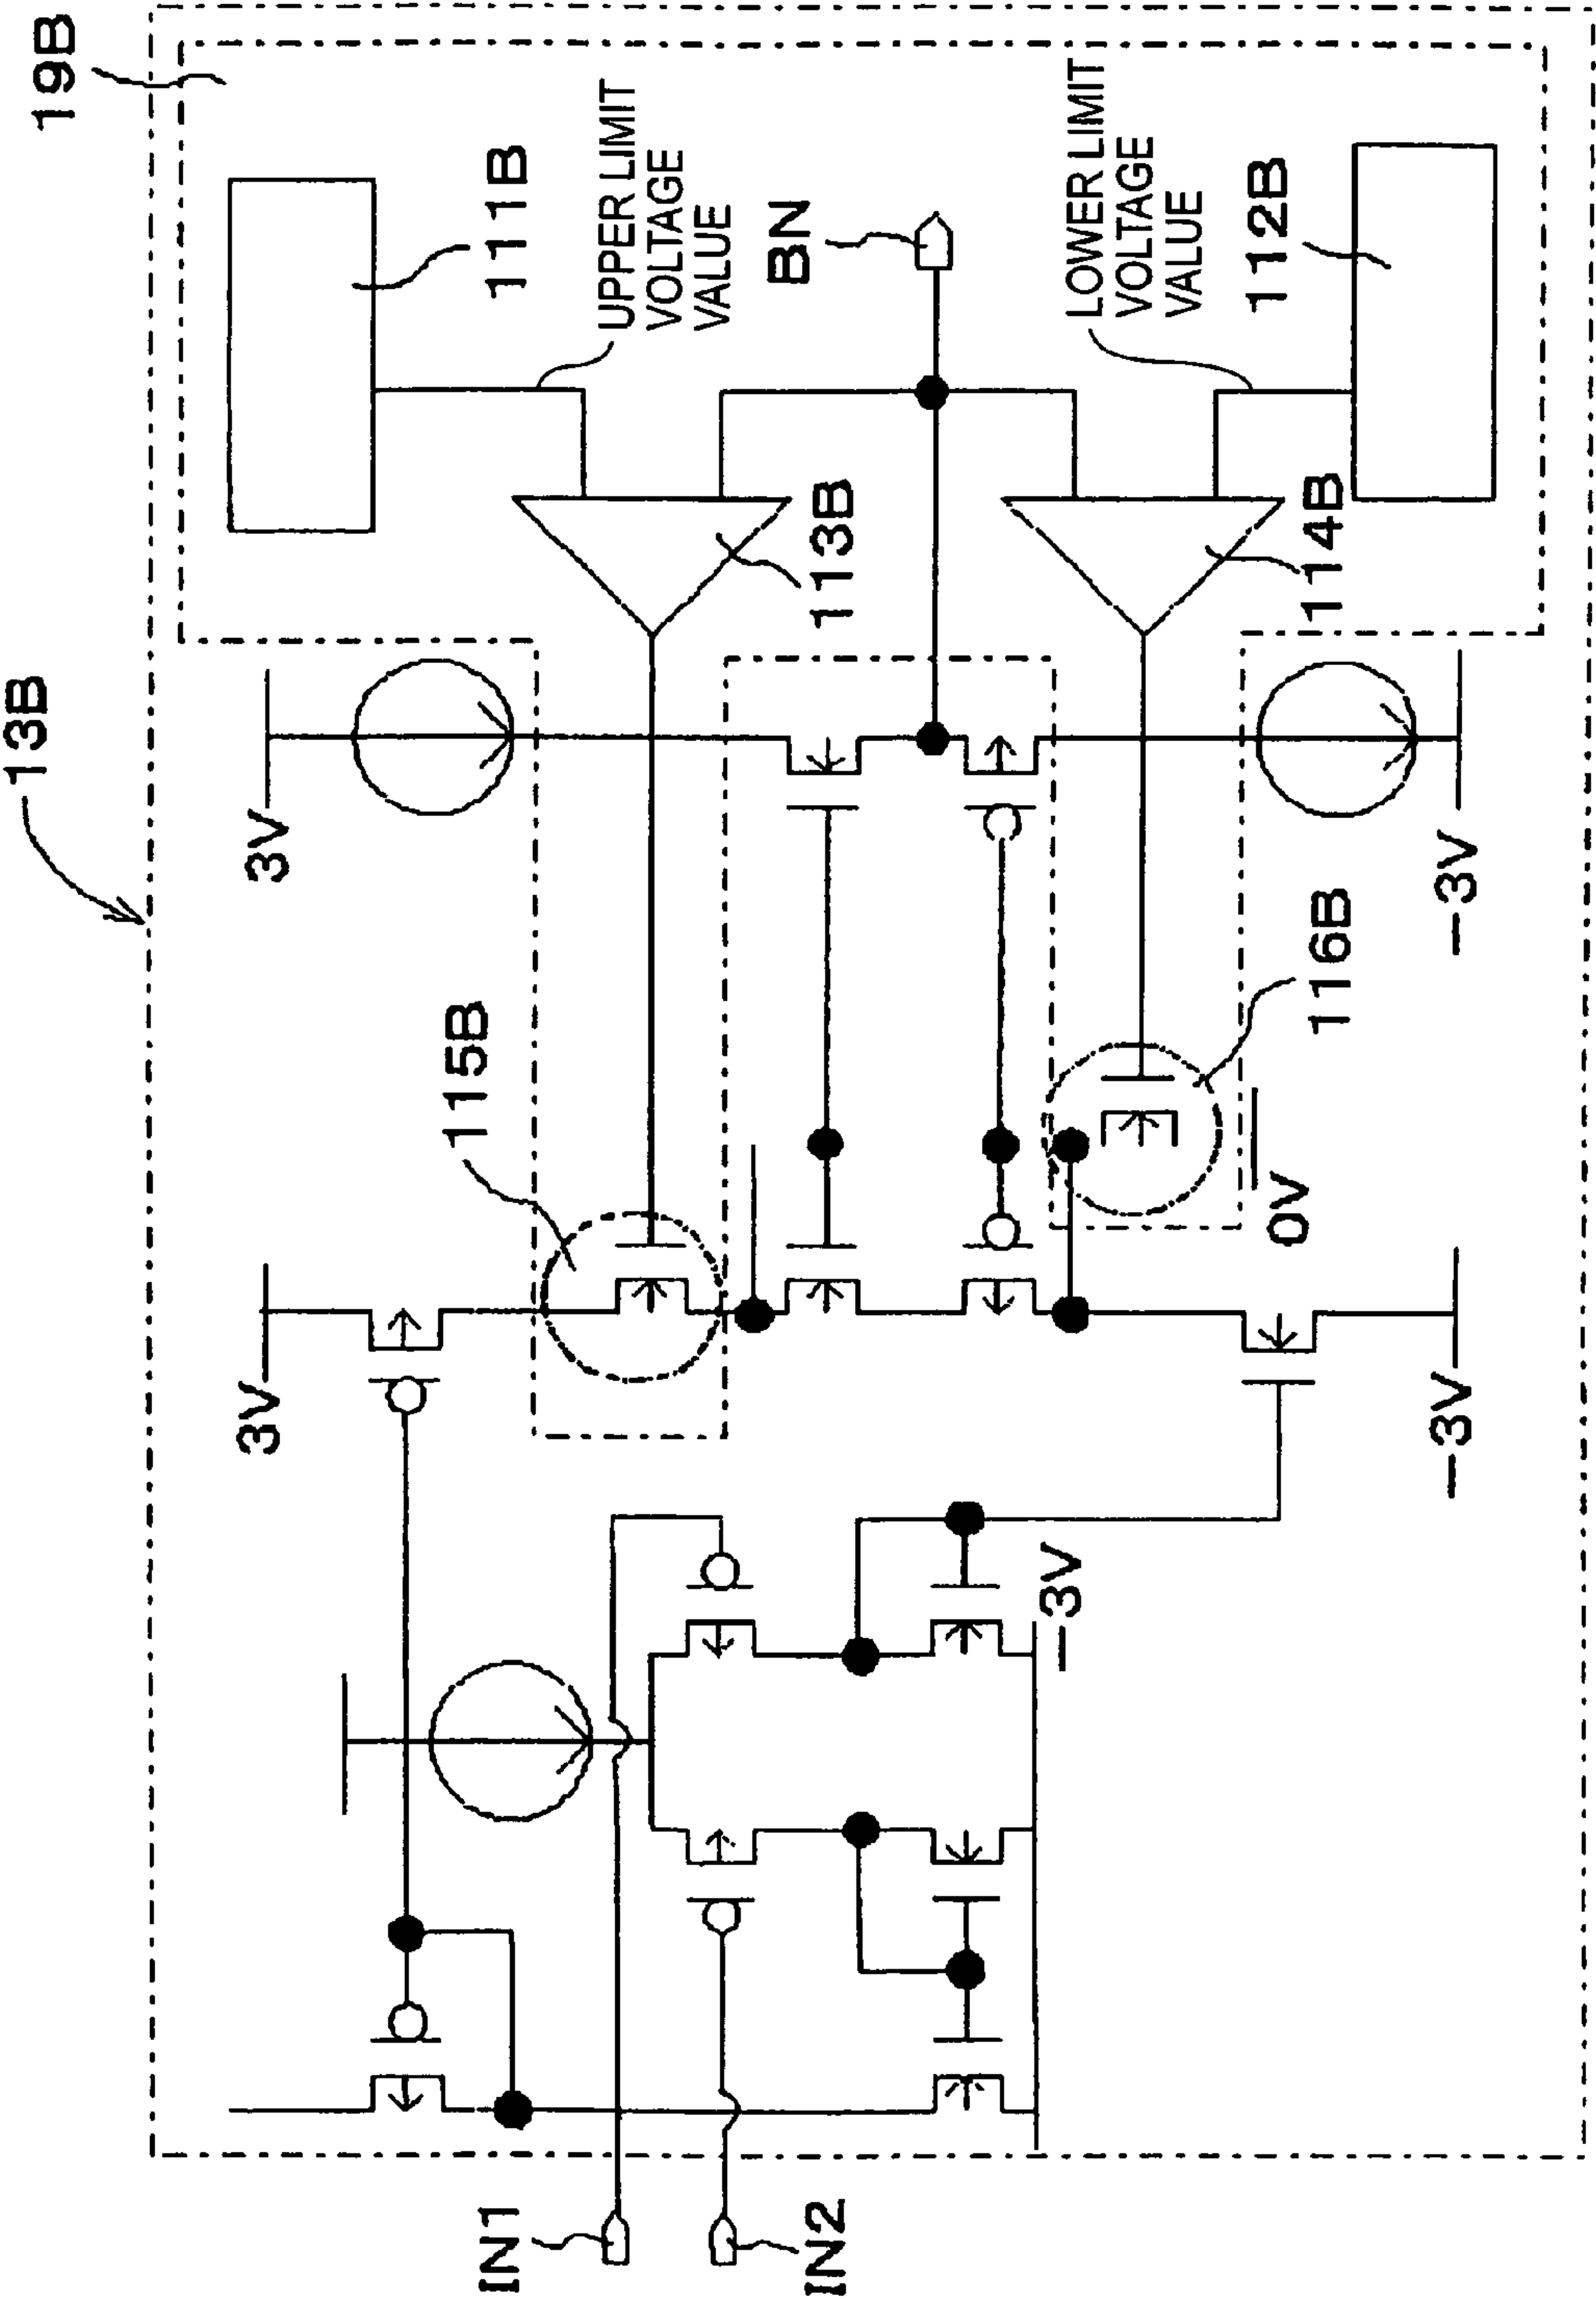 13B
19B
111B
UPPER LIMIT
VOLTAGE
VALUE
BN
LOWER LIMIT
VOLTAGE
VALUE
112B
113B
114B
3V
-3V
115B
116B
0V
3V
-3V
-3V
IN1
IN2